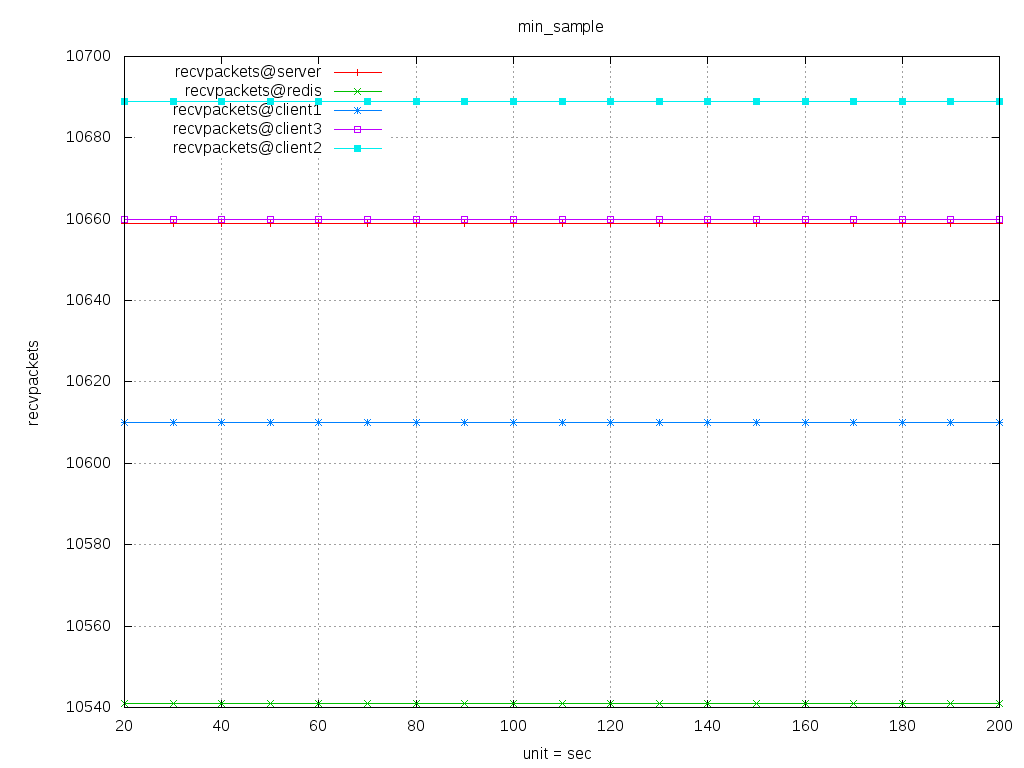 min_sample
10700
10680
10660
10640
10620
10600
10580
10560
10540
recvpackets@server
recvpackets@redis
recvpackets@client1
recvpackets@client3
recvpackets@client2
recvpackets
20 40 60 80 100 120 140 160 180 200
unit = sec